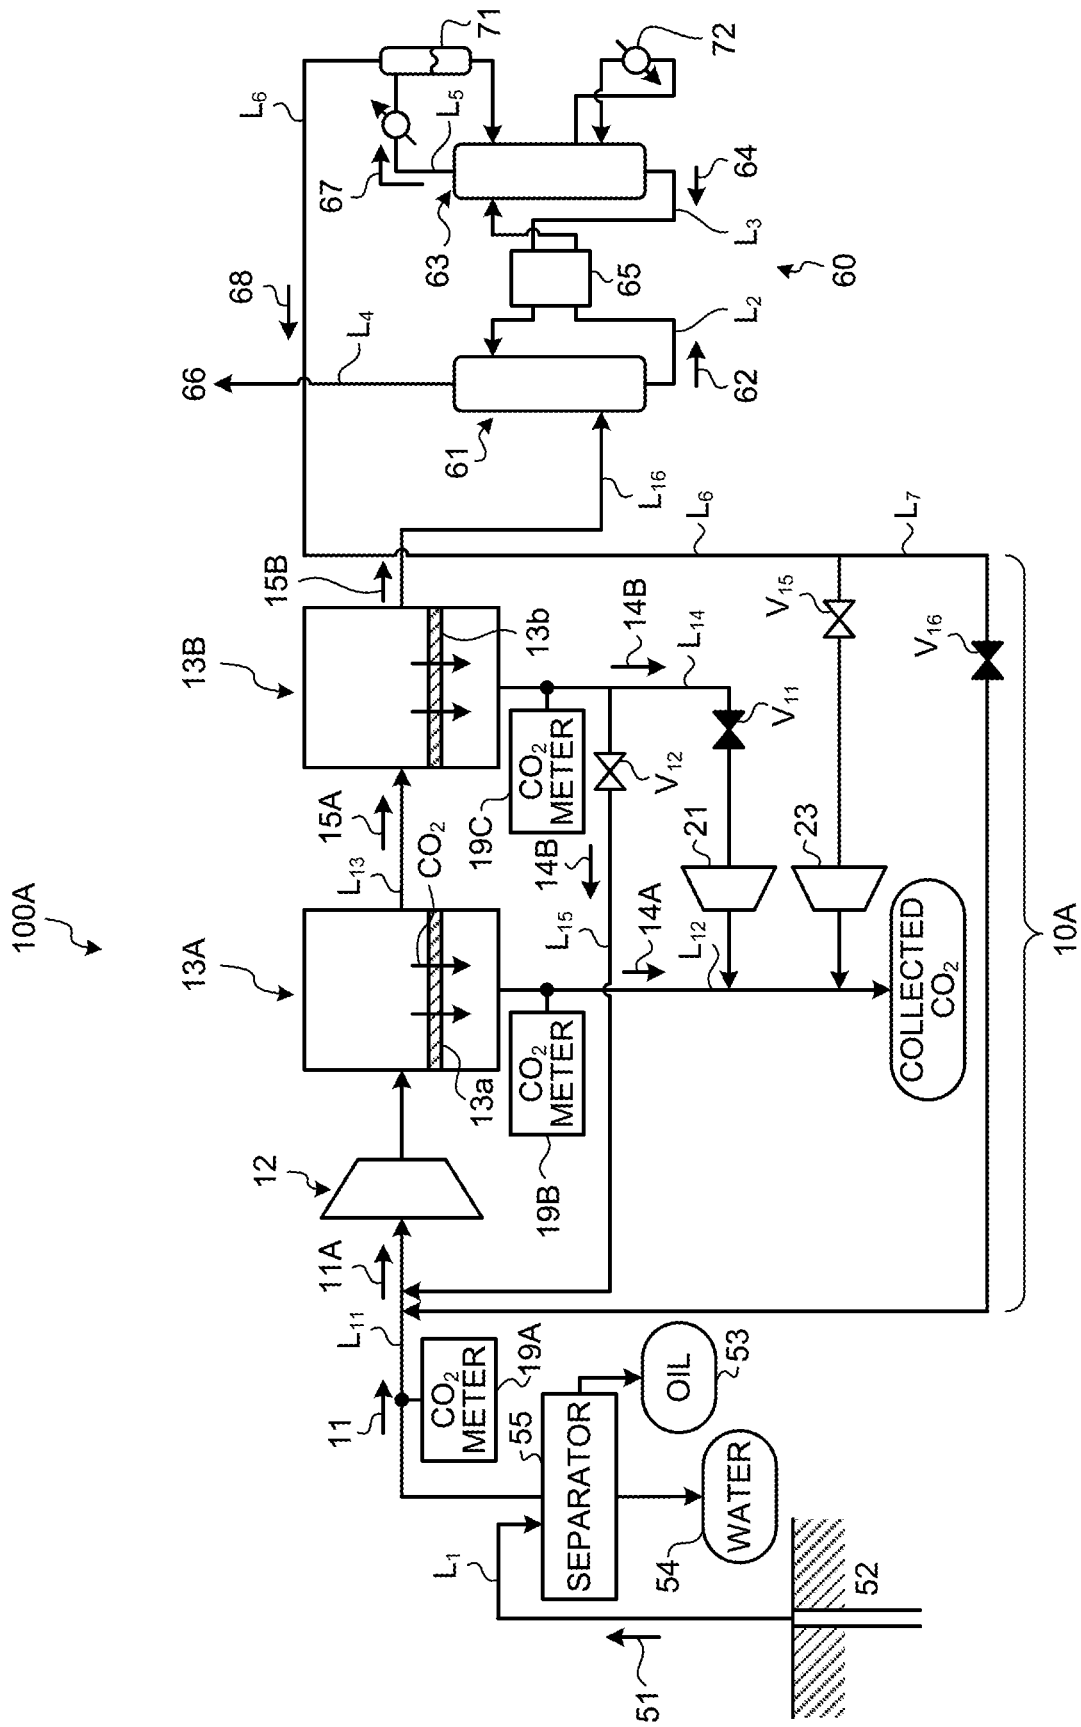 100A
13A
13B
15B
66
68
L6
67
L5
71
72
63
64
L3
60
65
L2
62
61
L4
L16
L6
L7
V15
V16
14B
L14
V11
13b
CO2
METER
19C
V12
14B
L15
14A
L12
21
23
COLLECTED
CO2
10A
15A
L13
CO2
13a
CO2
METER
19B
12
11A
L11
11
CO2
METER
19A
55
SEPARATOR
OIL
53
WATER
54
L1
51
52